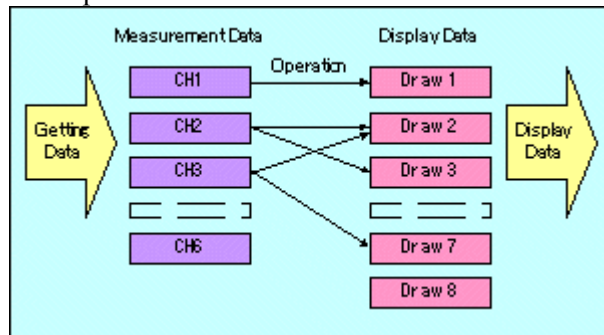 Measurement Data
Display Data
Operation
CH1
Draw 1
Getting
Data
CH2
Draw 2
Display
Data
CH3
Draw 3
CH6
Draw 7
Draw 8